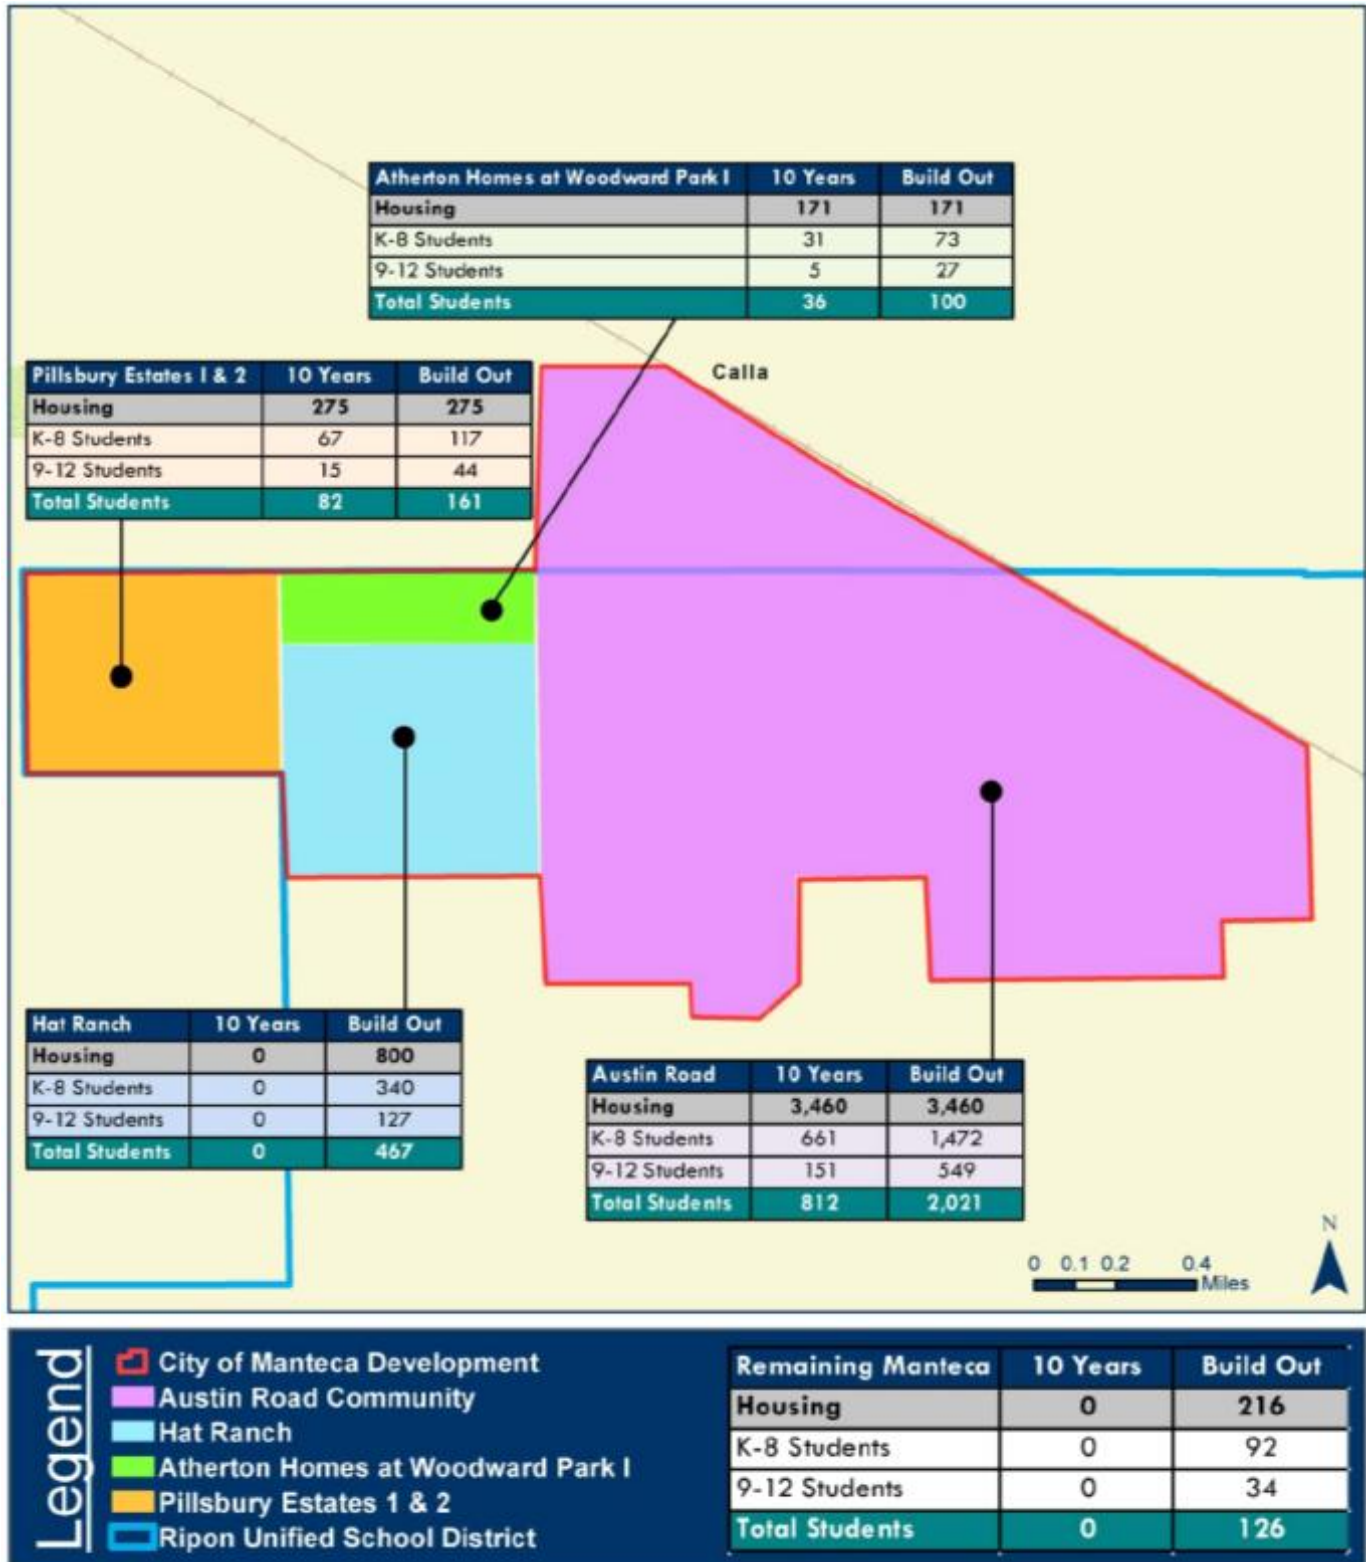 Atherton Homes at Woodward Park I 10 Years Build Out
Housing 171 171
K-8 Students 31 73
9-12 Students 5 27
Total Students 36 100
Calla
Pillsbury Estates I & 2 10 Years Build Out
Housing 275 275
K-8 Students 67 117
9-12 Students 15 44
Total Students 82 161
Hat Ranch 10 Years Build Out
Housing 0 800
K-8 Students 0 340
9-12 Students 0 127
Total Students 0 467
Austin Road 10 Years Build Out
Housing 3,460 3,460
K-8 Students 661 1,472
9-12 Students 151 549
Total Students 812 2,021
N
0 0.1 0.2 0.4
Miles
Legend
City of Manteca Development
Austin Road Community
Hat Ranch
Atherton Homes at Woodward Park I
Pillsbury Estates 1 & 2
Ripon Unified School District
Remaining Manteca 10 Years Build Out
Housing 0 216
K-8 Students 0 92
9-12 Students 0 34
Total Students 0 126